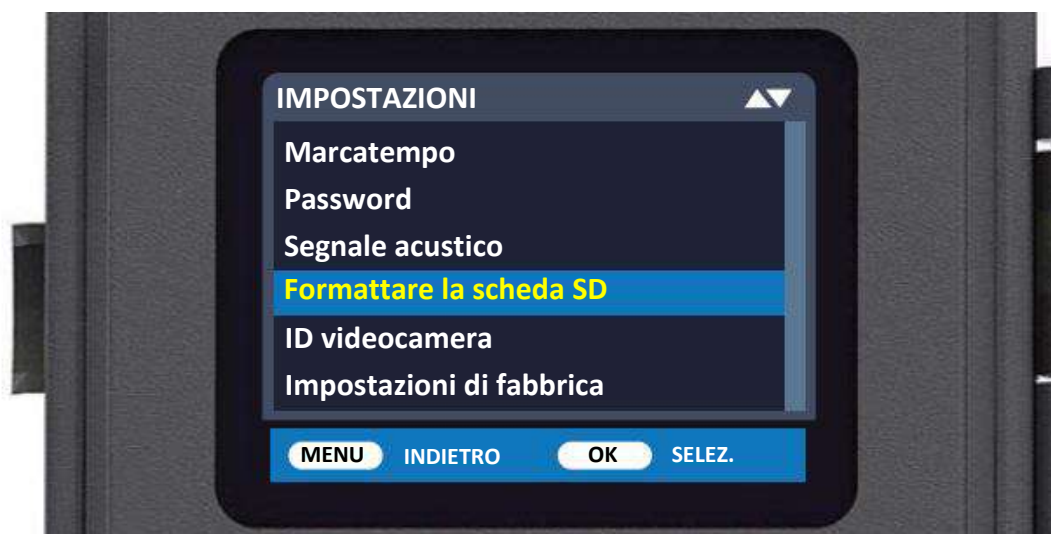 IMPOSTAZIONI
Marcatempo
Password
Segnale acustico
Formattare la scheda SD
ID videocamera
Impostazioni di fabbrica
MENU INDIETRO OK SELEZ.